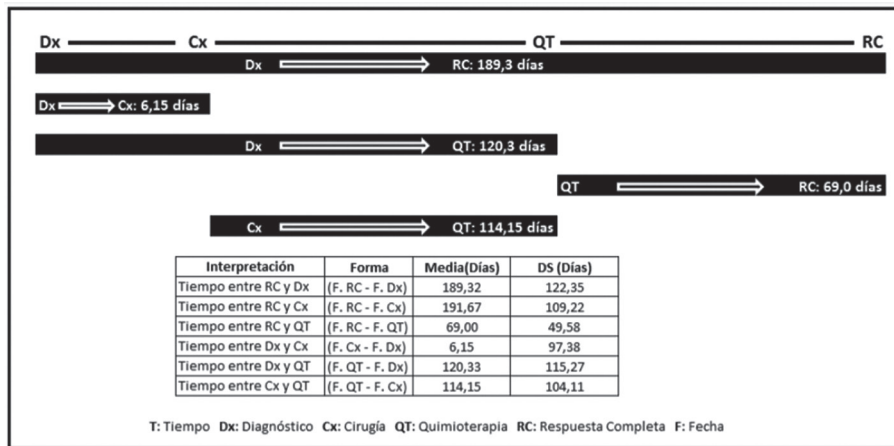 Dx Cx QT RC
Dx RC: 189,3 días
Dx Cx: 6,15 días
Dx QT: 120,3 días
QT RC: 69,0 días
Cx QT: 114,15 días
Interpretación Forma Media(Días) DS (Días)
Tiempo entre RC y Dx (F. RC - F. Dx) 189,32 122,35
Tiempo entre RC y Cx (F. RC - F. Cx) 191,67 109,22
Tiempo entre RC y QT (F. RC - F. QT) 69,00 49,58
Tiempo entre Dx y Cx (F. Cx - F. Dx) 6,15 97,38
Tiempo entre Dx y QT (F. QT - F. Dx) 120,33 115,27
Tiempo entre Cx y QT (F. QT - F. Cx) 114,15 104,11
T: Tiempo Dx: Diagnóstico Cx: Cirugía QT: Quimioterapia RC: Respuesta Completa F: Fecha